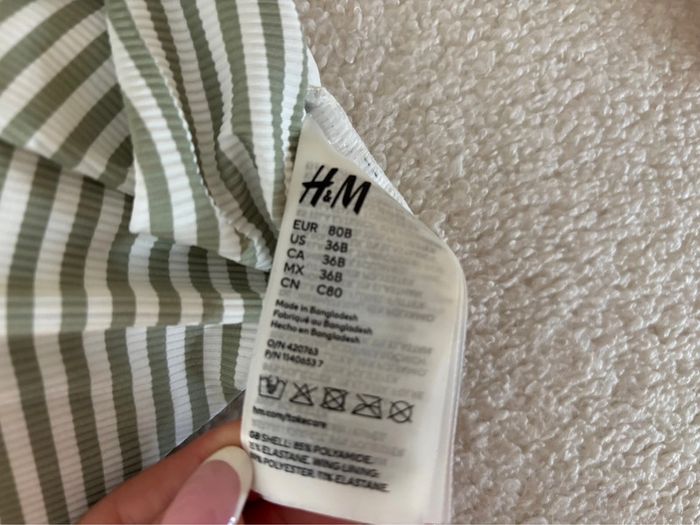 H&M
EUR 80B
US 36B
CA 36B
MX 36B
CN C80
Made in Bangladesh
Fabriqué au Bangladesh
Hecho en Bangladesh
O/N 420763
P/N 1140653 7
hm.com/takecare
GB SHELL: 85% POLYAMIDE,
15% ELASTANE. WING LINING:
POLYESTER, 11% ELASTANE.